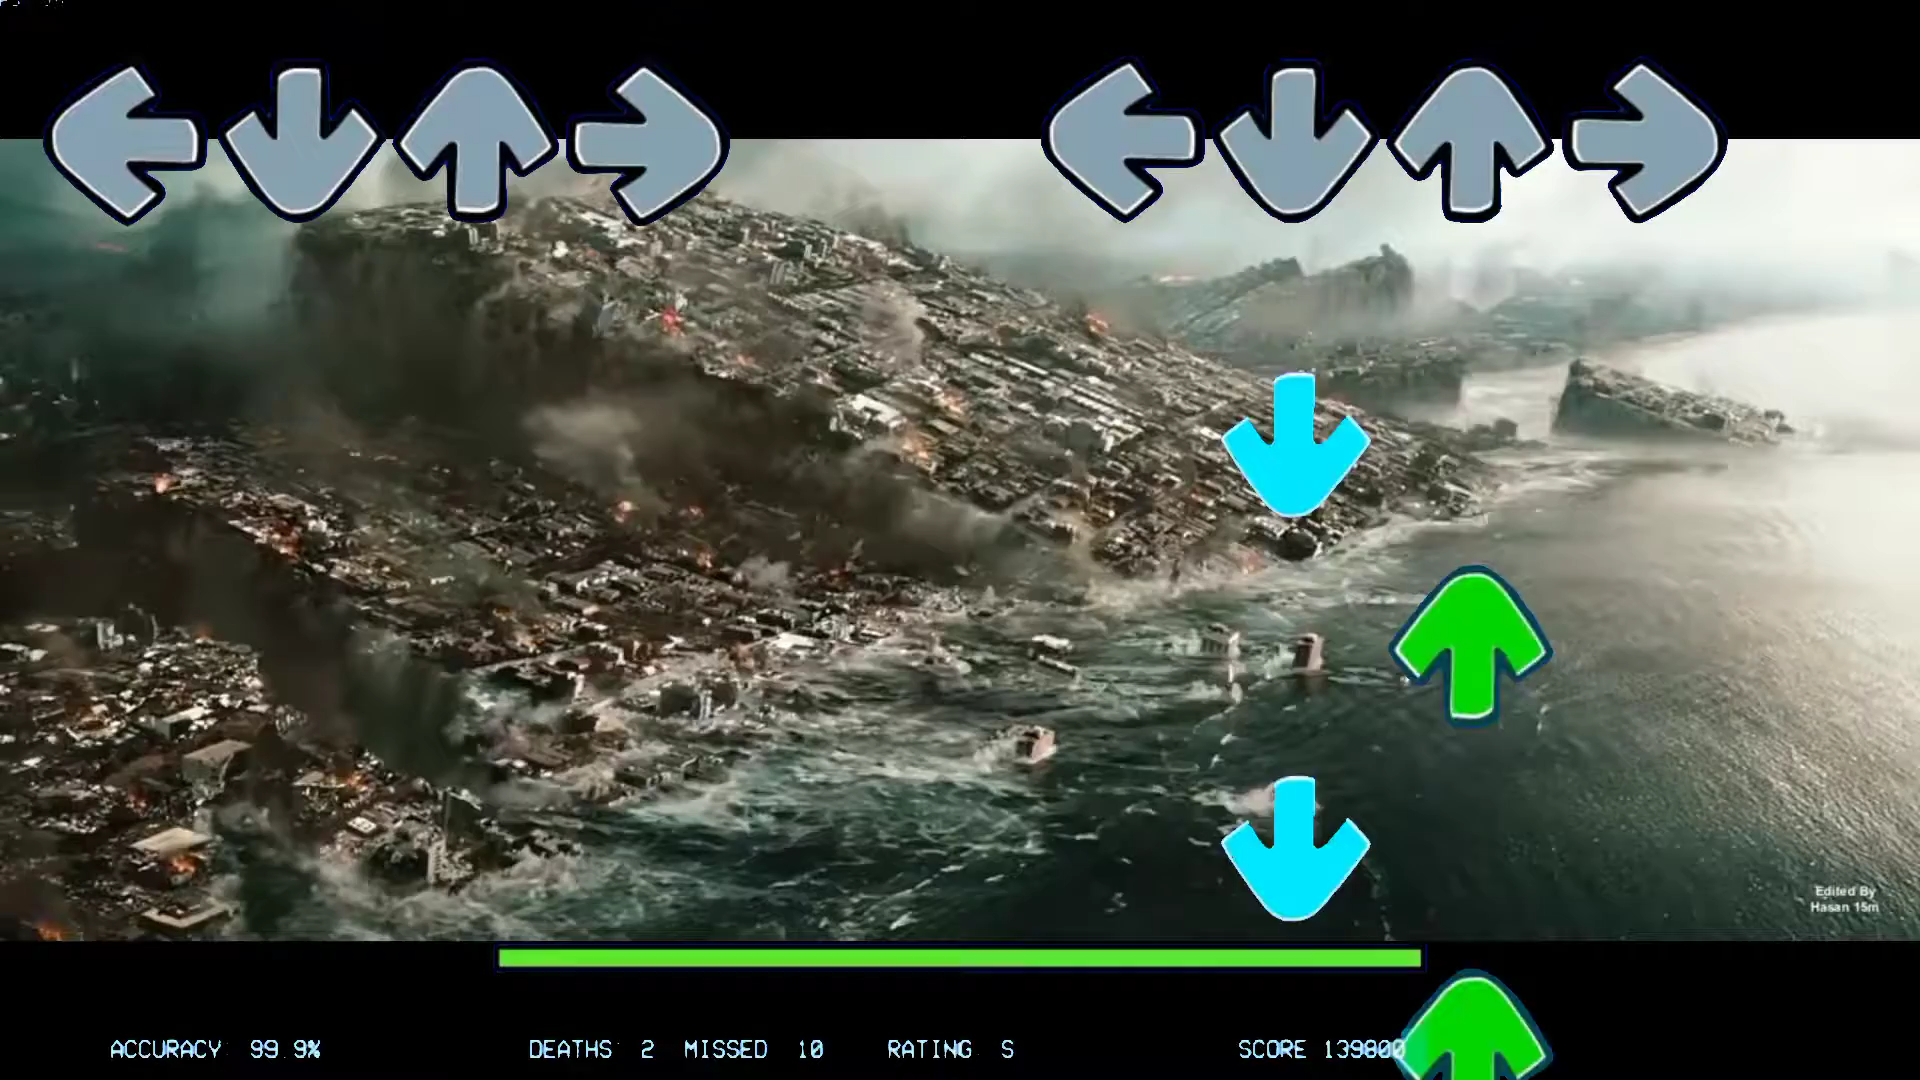 Edited By
Hasan 15m
ACCURACY: 99.9% DEATHS: 2 MISSED 10 RATING S SCORE 139800